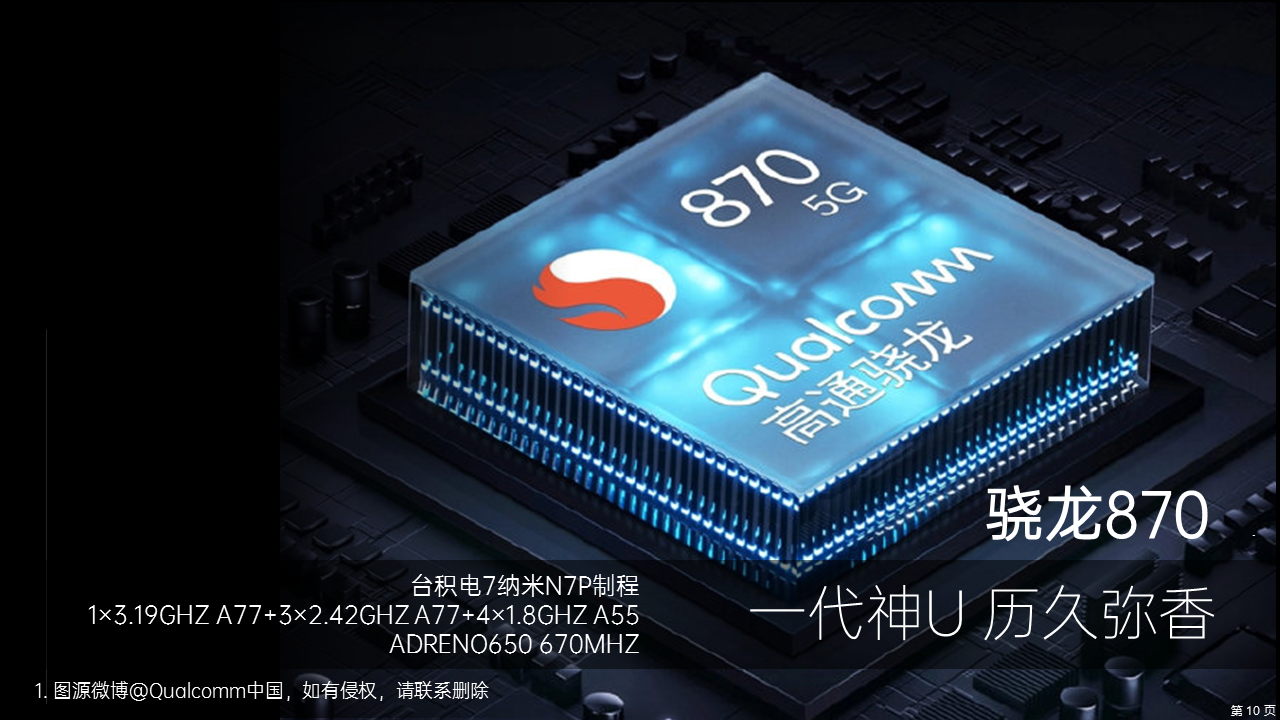 870
5G
Qualcomm
高通骁龙
骁龙870
一代神U 历久弥香
台积电7纳米N7P制程
1×3.19GHZ A77+3×2.42GHZ A77+4×1.8GHZ A55
ADRENO650 670MHZ
1. 图源微博@Qualcomm中国，如有侵权，请联系删除
第 10 页